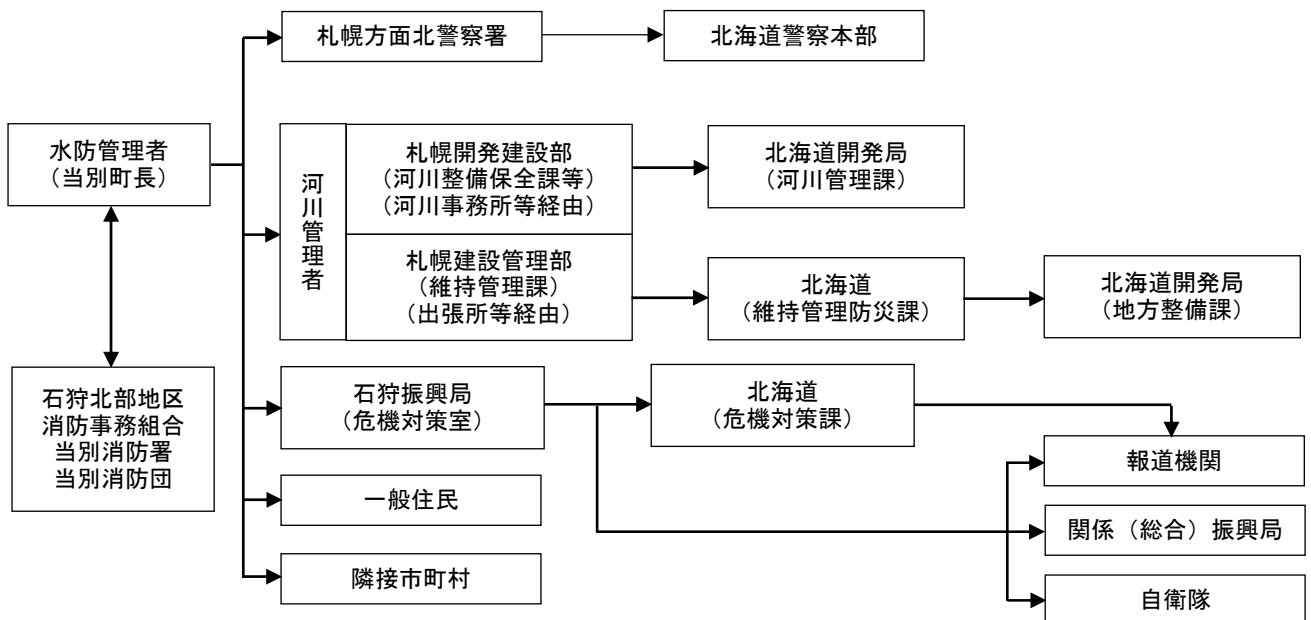 札幌方面北警察署
北海道警察本部
水防管理者
（当別町長）
河川管理者
札幌開発建設部
（河川整備保全課等）
（河川事務所等経由）
北海道開発局
（河川管理課）
札幌建設管理部
（維持管理課）
（出張所等経由）
北海道
（維持管理防災課）
北海道開発局
（地方整備課）
石狩北部地区
消防事務組合
当別消防署
当別消防団
石狩振興局
（危機対策室）
北海道
（危機対策課）
報道機関
一般住民
関係（総合）振興局
隣接市町村
自衛隊